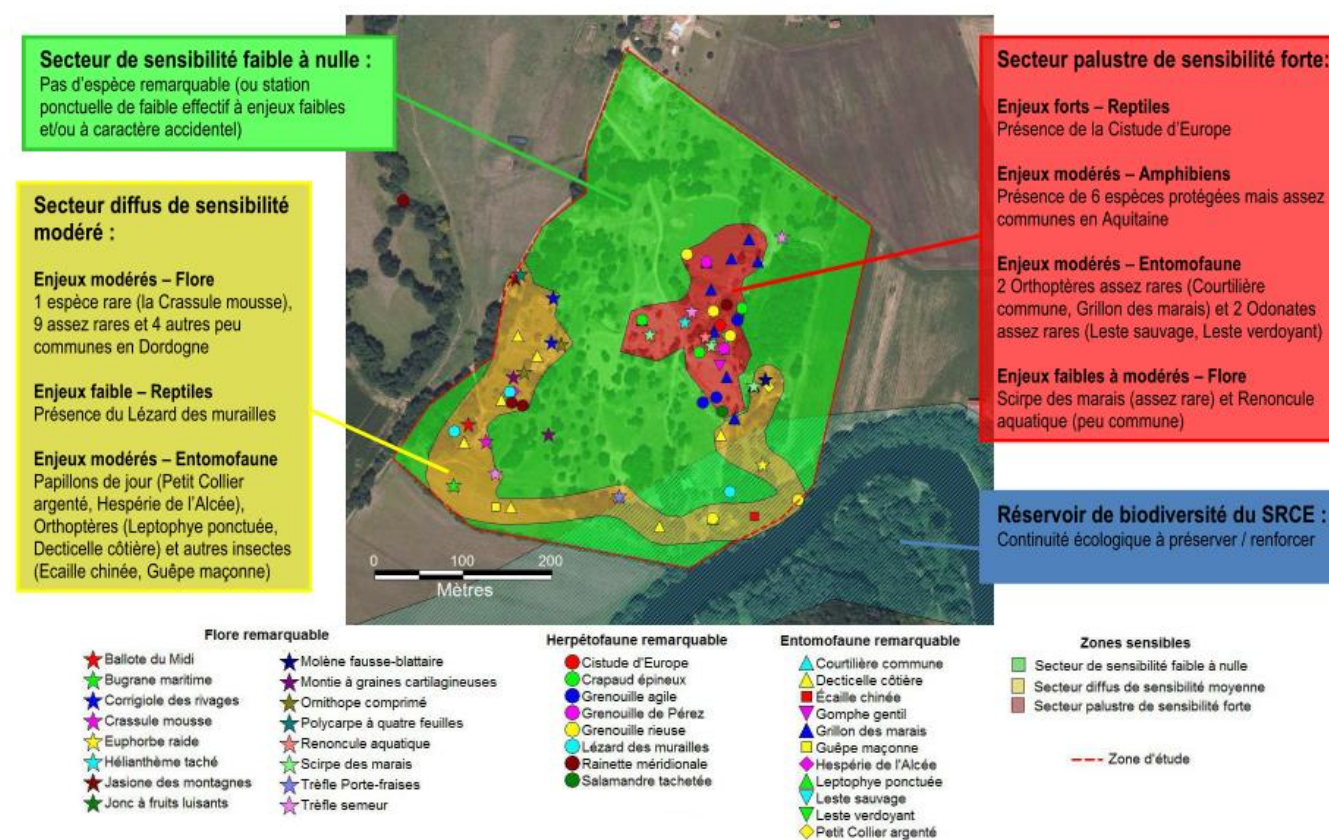 Secteur de sensibilité faible à nulle :
Pas d'espèce remarquable (ou station
ponctuelle de faible effectif à enjeux faibles
et/ou à caractère accidentel)
Secteur diffus de sensibilité
modéré :
Enjeux modérés – Flore
1 espèce rare (la Crassule mousse),
9 assez rares et 4 autres peu
communes en Dordogne
Enjeux faible – Reptiles
Présence du Lézard des murailles
Enjeux modérés – Entomofaune
Papillons de jour (Petit Collier
argenté, Hespérie de l'Alcée),
Orthoptères (Leptophye ponctuée,
Decticelle côtière) et autres insectes
(Ecaille chinée, Guêpe maçonne)
Secteur palustre de sensibilité forte:
Enjeux forts – Reptiles
Présence de la Cistude d'Europe
Enjeux modérés – Amphibiens
Présence de 6 espèces protégées mais assez
communes en Aquitaine
Enjeux modérés – Entomofaune
2 Orthoptères assez rares (Courtilière
commune, Grillon des marais) et 2 Odonates
assez rares (Leste sauvage, Leste verdoyant)
Enjeux faibles à modérés – Flore
Scirpe des marais (assez rare) et Renoncule
aquatique (peu commune)
Réservoir de biodiversité du SRCE :
Continuité écologique à préserver / renforcer
0 100 200
Mètres
Flore remarquable
Ballote du Midi
Bugrane maritime
Corrigiole des rivages
Crassule mousse
Euphorbe raide
Hélianthème taché
Jasione des montagnes
Jonc à fruits luisants
Molène fausse-blattaire
Montie à graines cartilagineuses
Ornithope comprimé
Polycarpe à quatre feuilles
Renoncule aquatique
Scirpe des marais
Trèfle Porte-fraises
Trèfle semeur
Herpétofaune remarquable
Cistude d'Europe
Crapaud épineux
Grenouille agile
Grenouille de Pérez
Grenouille rieuse
Lézard des murailles
Rainette méridionale
Salamandre tachetée
Entomofaune remarquable
Courtilière commune
Decticelle côtière
Écaille chinée
Gomphe gentil
Grillon des marais
Guêpe maçonne
Hespérie de l'Alcée
Leptophye ponctuée
Leste sauvage
Leste verdoyant
Petit Collier argenté
Zones sensibles
Secteur de sensibilité faible à nulle
Secteur diffus de sensibilité moyenne
Secteur palustre de sensibilité forte
Zone d'étude